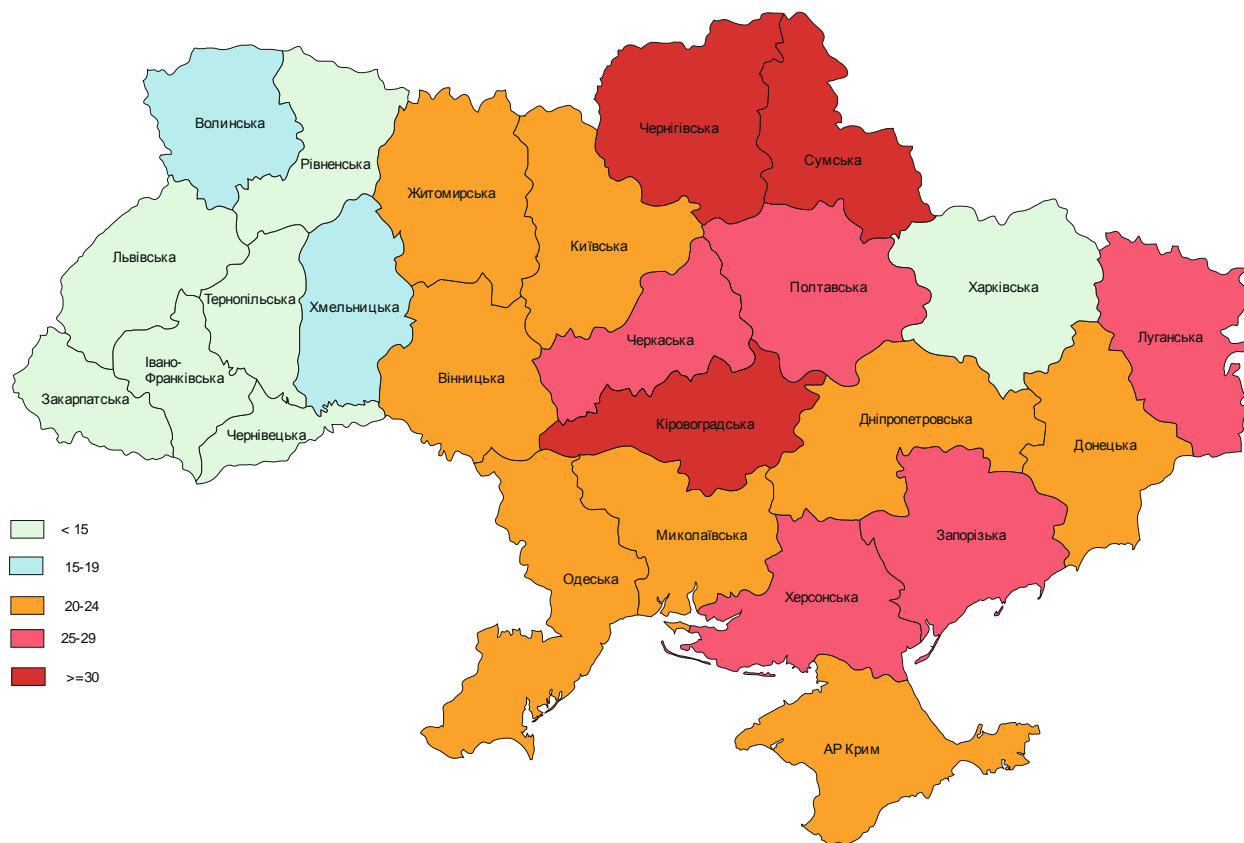 Волинська
Рівненська
Чернігівська
Сумська
Житомирська
Київська
Львівська
Тернопільська
Хмельницька
Полтавська
Харківська
Черкаська
Луганська
Івано-
Франківська
Вінницька
Закарпатська
Чернівецька
Кіровоградська
Дніпропетровська
Донецька
Миколаївська
Запорізька
Одеська
Херсонська
АР Крим
< 15
15-19
20-24
25-29
>=30